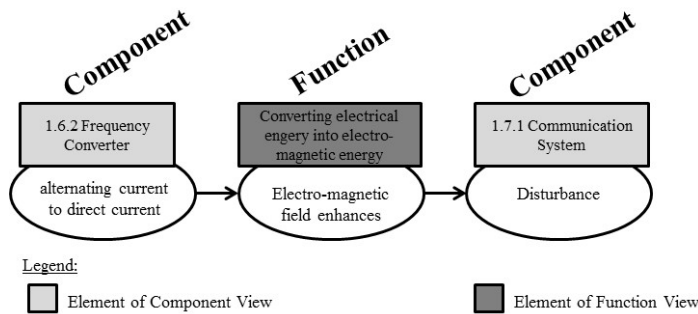 Component
Function
Component
1.6.2 Frequency
Converter
alternating current
to direct current
Converting electrical
engery into electro-
magnetic energy
Electro-magnetic
field enhances
1.7.1 Communication
System
Disturbance
Legend:
Element of Component View
Element of Function View